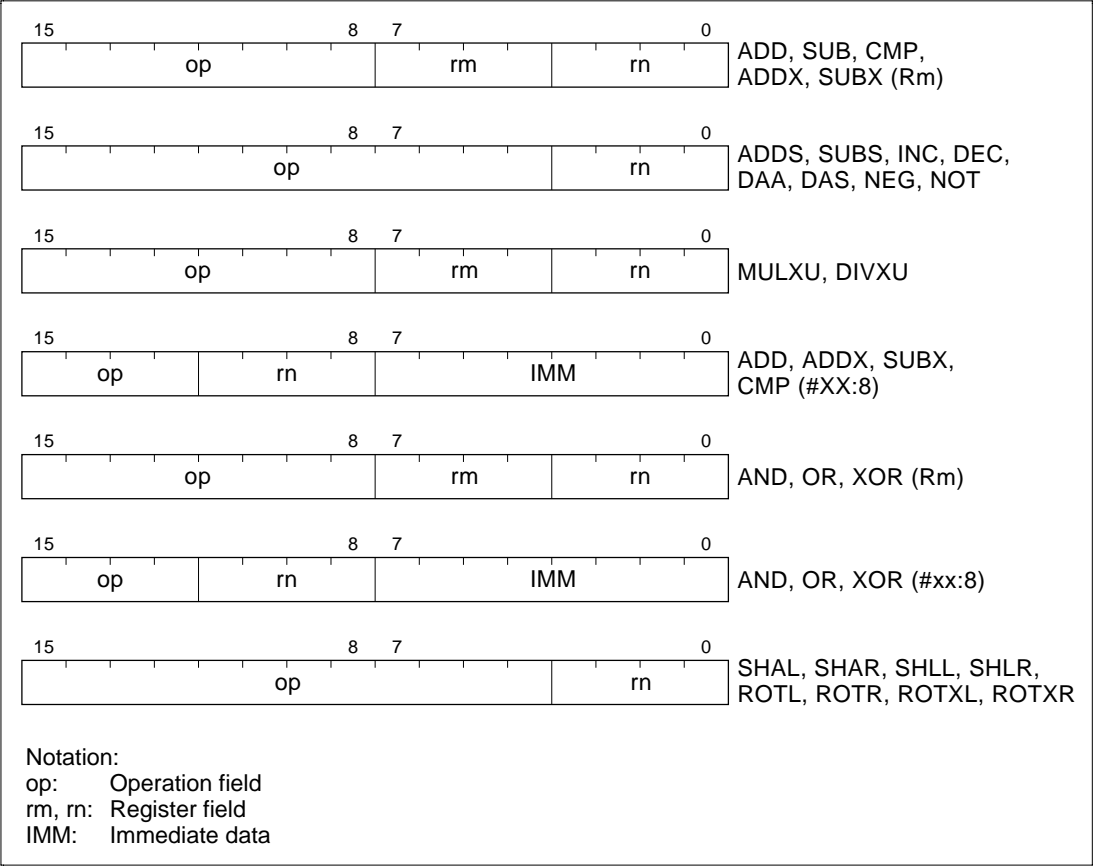 15 8 7 0
op rm rn
ADD, SUB, CMP,
ADDX, SUBX (Rm)
15 8 7 0
op rn
ADDS, SUBS, INC, DEC,
DAA, DAS, NEG, NOT
15 8 7 0
op rm rn
MULXU, DIVXU
15 8 7 0
op rn IMM
ADD, ADDX, SUBX,
CMP (#XX:8)
15 8 7 0
op rm rn
AND, OR, XOR (Rm)
15 8 7 0
op rn IMM
AND, OR, XOR (#xx:8)
15 8 7 0
op rn
SHAL, SHAR, SHLL, SHLR,
ROTL, ROTR, ROTXL, ROTXR
Notation:
op: Operation field
rm, rn: Register field
IMM: Immediate data